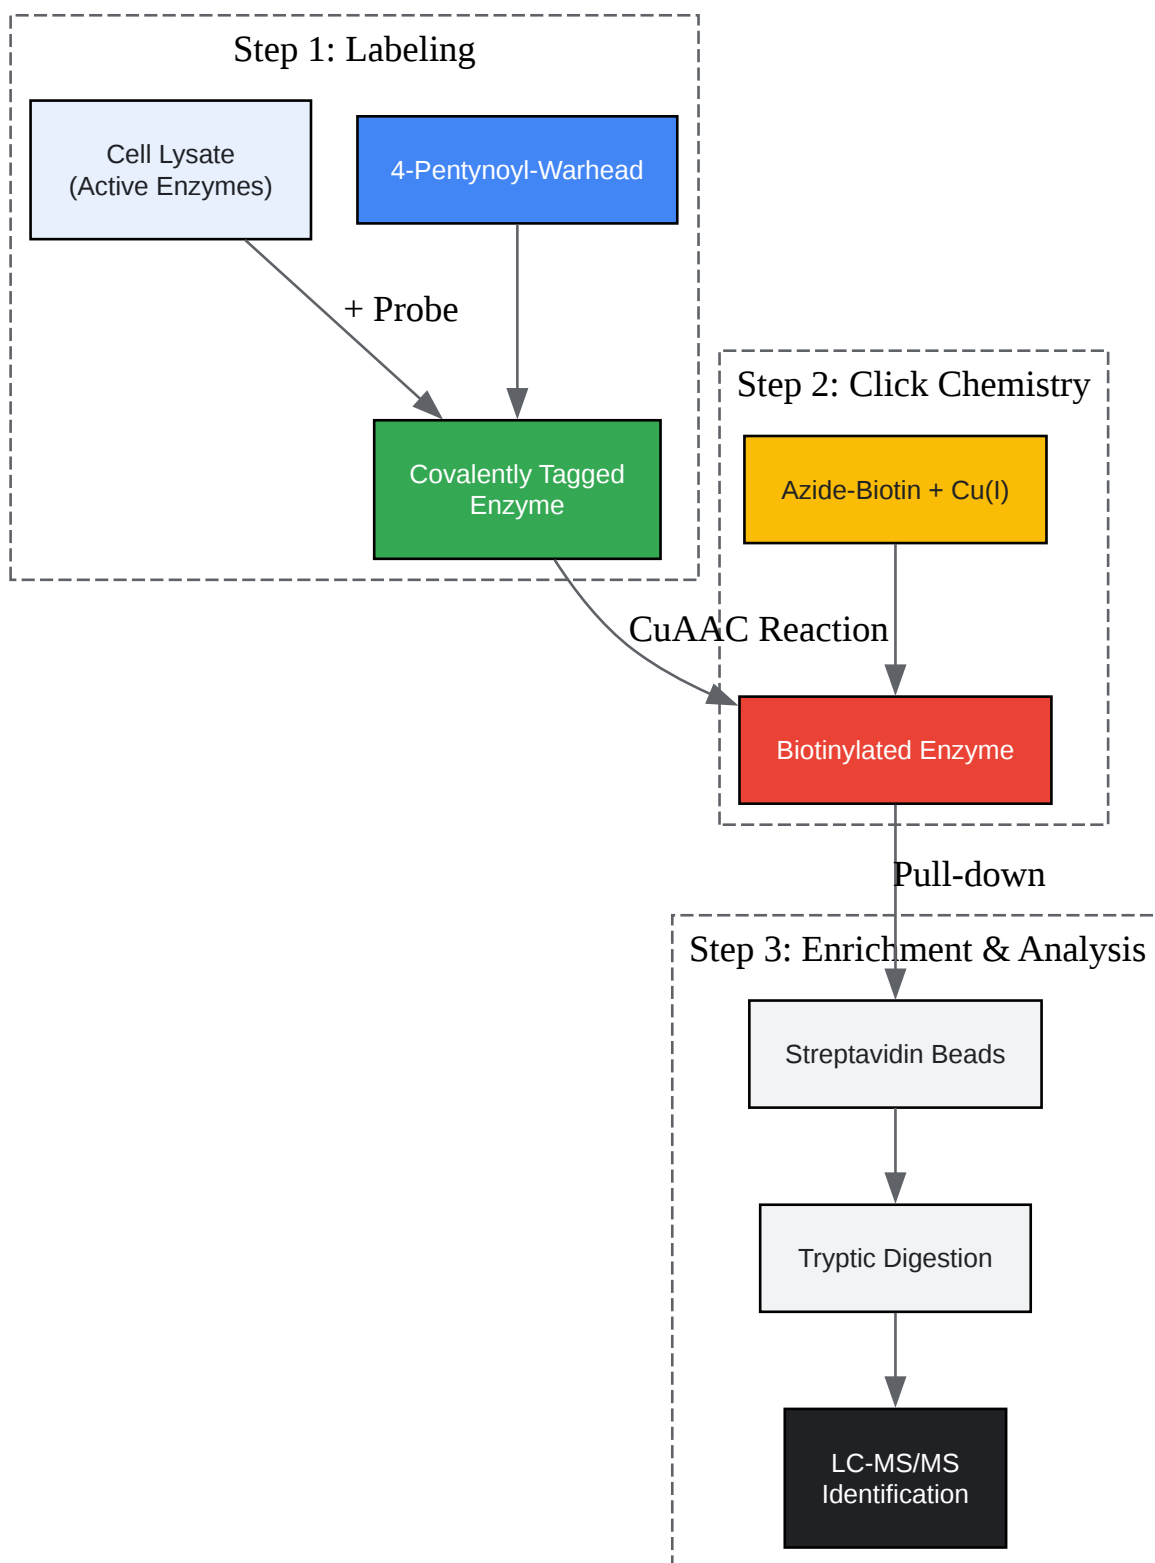 Step 1: Labeling
Cell Lysate
(Active Enzymes)
4-Pentynoyl-Warhead
+ Probe
Covalently Tagged
Enzyme
Step 2: Click Chemistry
Azide-Biotin + Cu(I)
CuAAC Reaction
Biotinylated Enzyme
Pull-down
Step 3: Enrichment & Analysis
Streptavidin Beads
Tryptic Digestion
LC-MS/MS
Identification